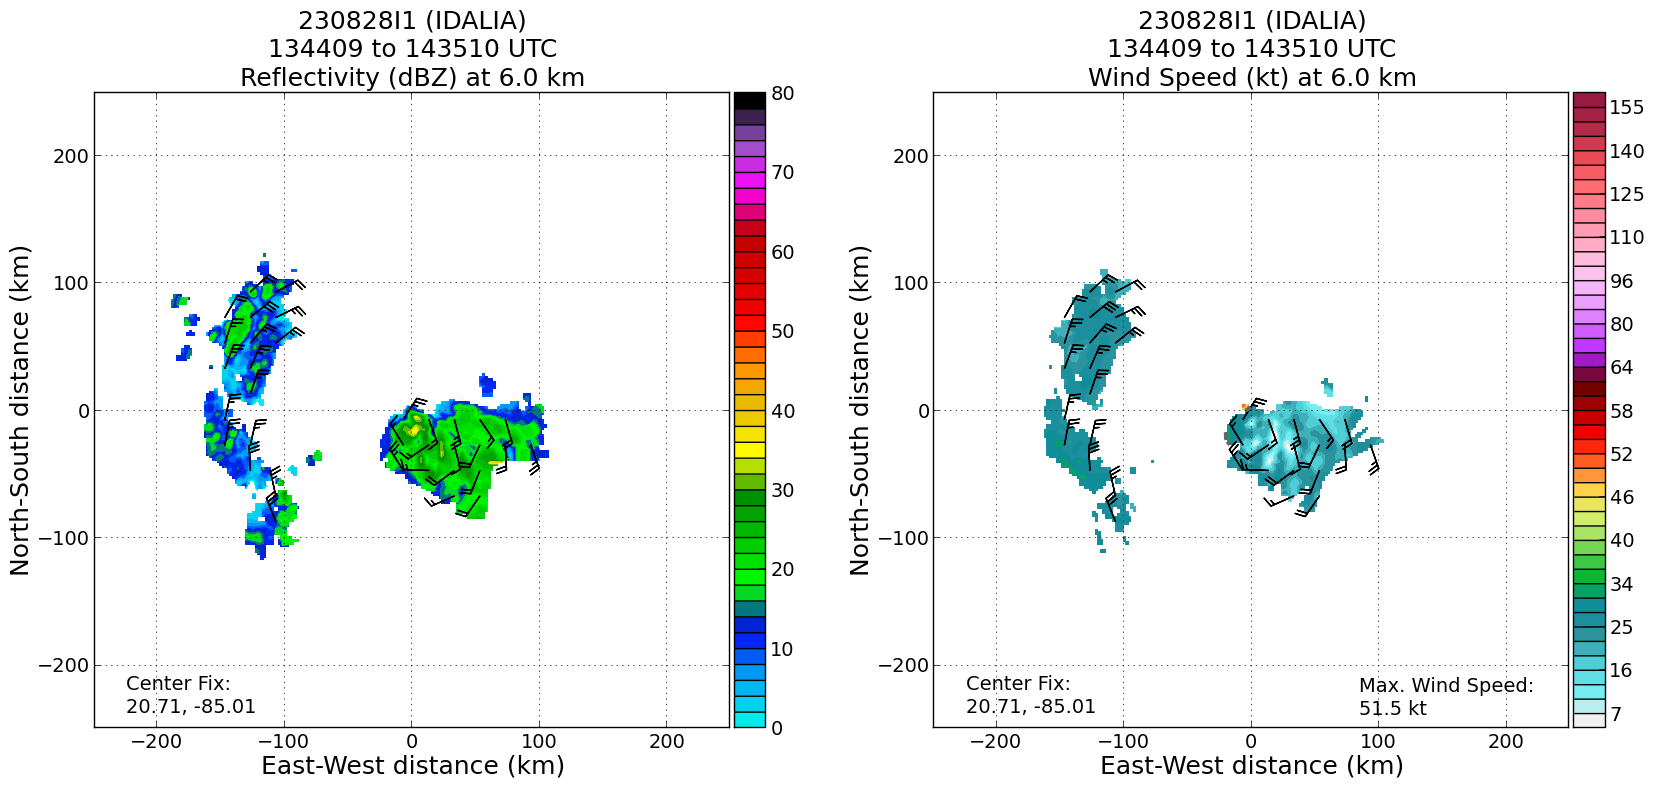 230828I1 (IDALIA)
134409 to 143510 UTC
Reflectivity (dBZ) at 6.0 km
North-South distance (km)
200
100
0
−100
−200
Center Fix:
20.71, -85.01
−200 −100 0 100 200
East-West distance (km)
80
70
60
50
40
30
20
10
0
230828I1 (IDALIA)
134409 to 143510 UTC
Wind Speed (kt) at 6.0 km
North-South distance (km)
200
100
0
−100
−200
Center Fix:
20.71, -85.01
Max. Wind Speed:
51.5 kt
−200 −100 0 100 200
East-West distance (km)
155
140
125
110
96
80
64
58
52
46
40
34
25
16
7